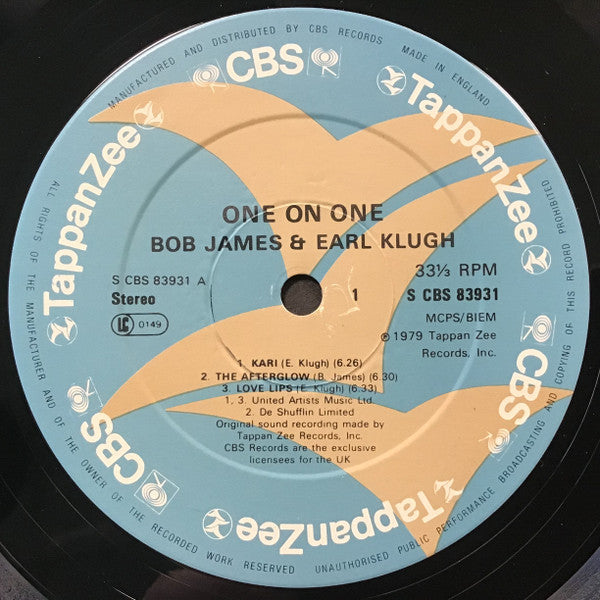 MANUFACTURED AND DISTRIBUTED BY CBS RECORDS MADE IN ENGLAND
CBS
TappanZee
TappanZee
ONE ON ONE
BOB JAMES & EARL KLUGH
S CBS 83931 A
Stereo
LC 0149
1
33⅓ RPM
S CBS 83931
MCPS/BIEM
℗ 1979 Tappan Zee
Records, Inc.
1. KARI (E. Klugh) (6.26)
2. THE AFTERGLOW (B. James) (6.30)
3. LOVE LIPS (E. Klugh) (6.33)
1, 3. United Artists Music Ltd.
2. De Shufflin Limited
Original sound recording made by
Tappan Zee Records, Inc.
CBS Records are the exclusive
licensees for the UK
CBS
CBS
TappanZee
TappanZee
ALL RIGHTS OF THE MANUFACTURER AND OF THE OWNER OF THE RECORDED WORK RESERVED UNAUTHORISED PUBLIC PERFORMANCE BROADCASTING AND COPYING OF THIS RECORD PROHIBITED